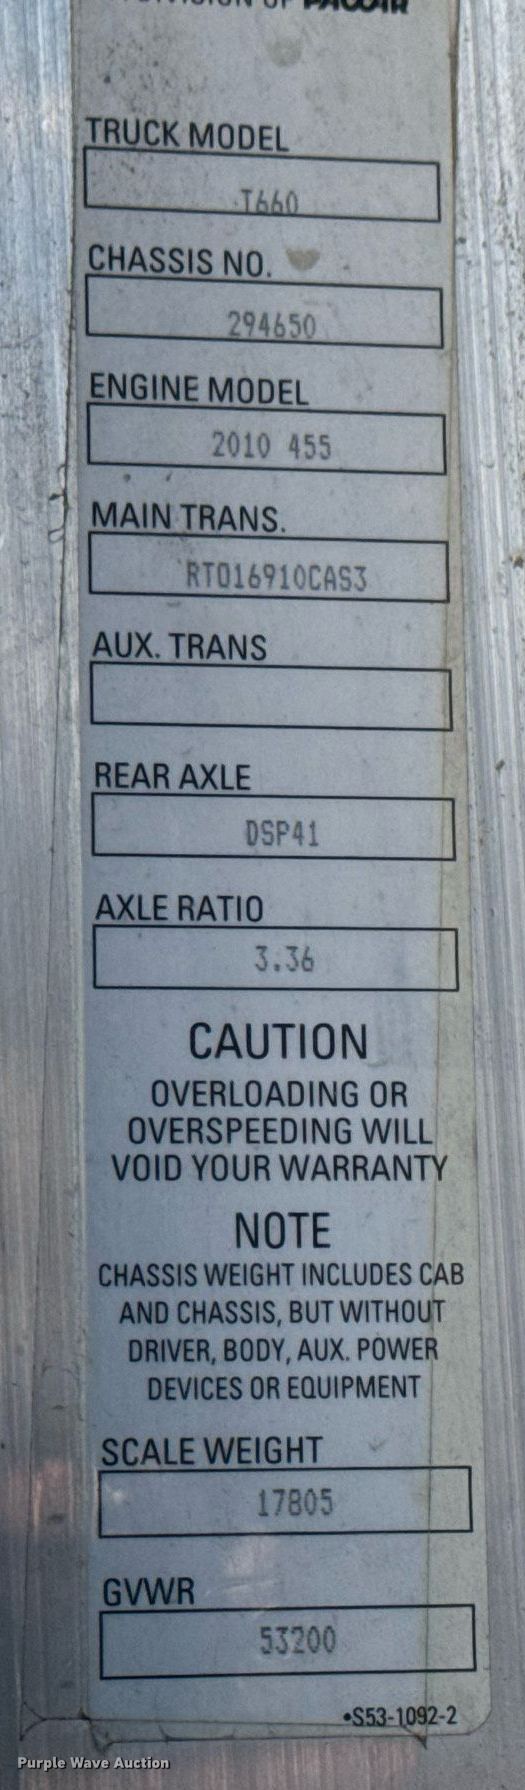 DIVISION OF PACCAR
TRUCK MODEL
T660
CHASSIS NO.
294650
ENGINE MODEL
2010 455
MAIN TRANS.
RTO16910CAS3
AUX. TRANS
REAR AXLE
DSP41
AXLE RATIO
3.36
CAUTION
OVERLOADING OR
OVERSPEEDING WILL
VOID YOUR WARRANTY
NOTE
CHASSIS WEIGHT INCLUDES CAB
AND CHASSIS, BUT WITHOUT
DRIVER, BODY, AUX. POWER
DEVICES OR EQUIPMENT
SCALE WEIGHT
17805
GVWR
53200
•S53-1092-2
Purple Wave Auction